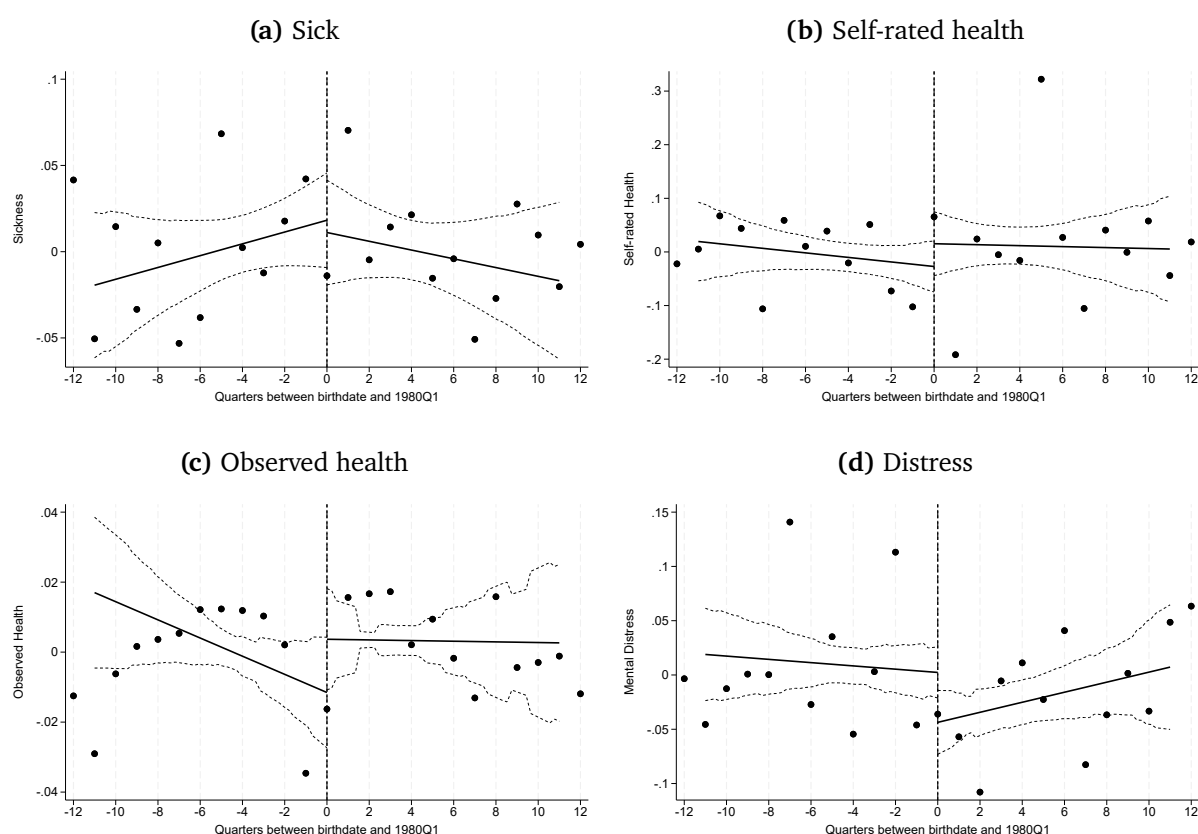 (a) Sick
.1
.05
0
-.05
Sickness
-12 -10 -8 -6 -4 -2 0 2 4 6 8 10 12
Quarters between birthdate and 1980Q1
(b) Self-rated health
.3
.2
.1
0
-.1
-.2
Self-rated Health
-12 -10 -8 -6 -4 -2 0 2 4 6 8 10 12
Quarters between birthdate and 1980Q1
(c) Observed health
.04
.02
0
-.02
-.04
Observed Health
-12 -10 -8 -6 -4 -2 0 2 4 6 8 10 12
Quarters between birthdate and 1980Q1
(d) Distress
.15
.1
.05
0
-.05
-.1
Mental Distress
-12 -10 -8 -6 -4 -2 0 2 4 6 8 10 12
Quarters between birthdate and 1980Q1